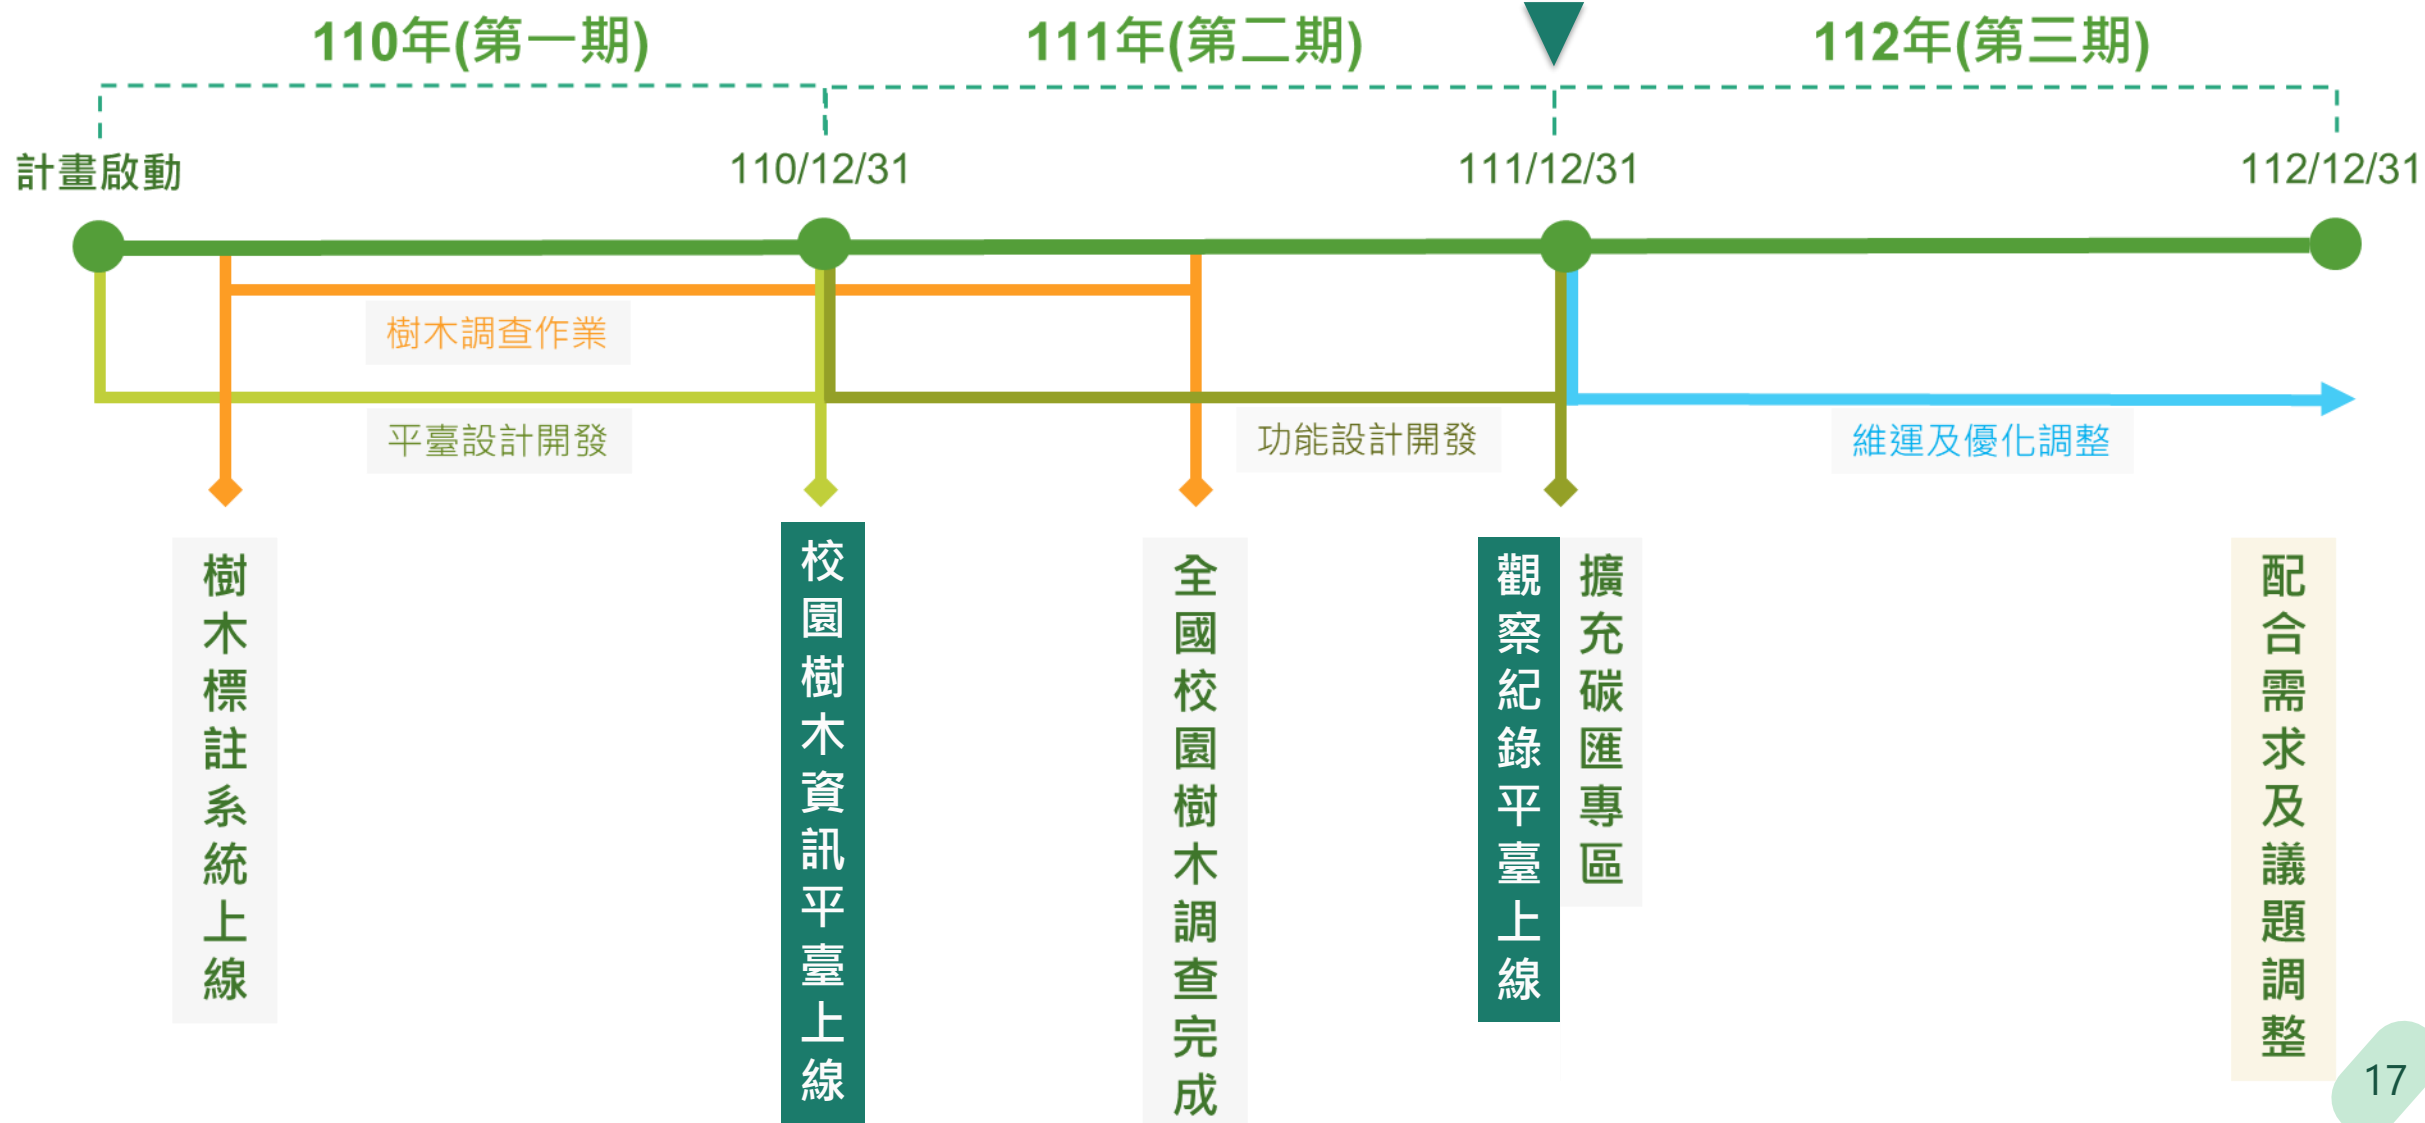 110年(第一期)
111年(第二期)
112年(第三期)
計畫啟動
110/12/31
111/12/31
112/12/31
樹木調查作業
平臺設計開發
功能設計開發
維運及優化調整
樹木標註系統上線
校園樹木資訊平臺上線
全國校園樹木調查完成
觀察紀錄平臺上線
擴充碳匯專區
配合需求及議題調整
17